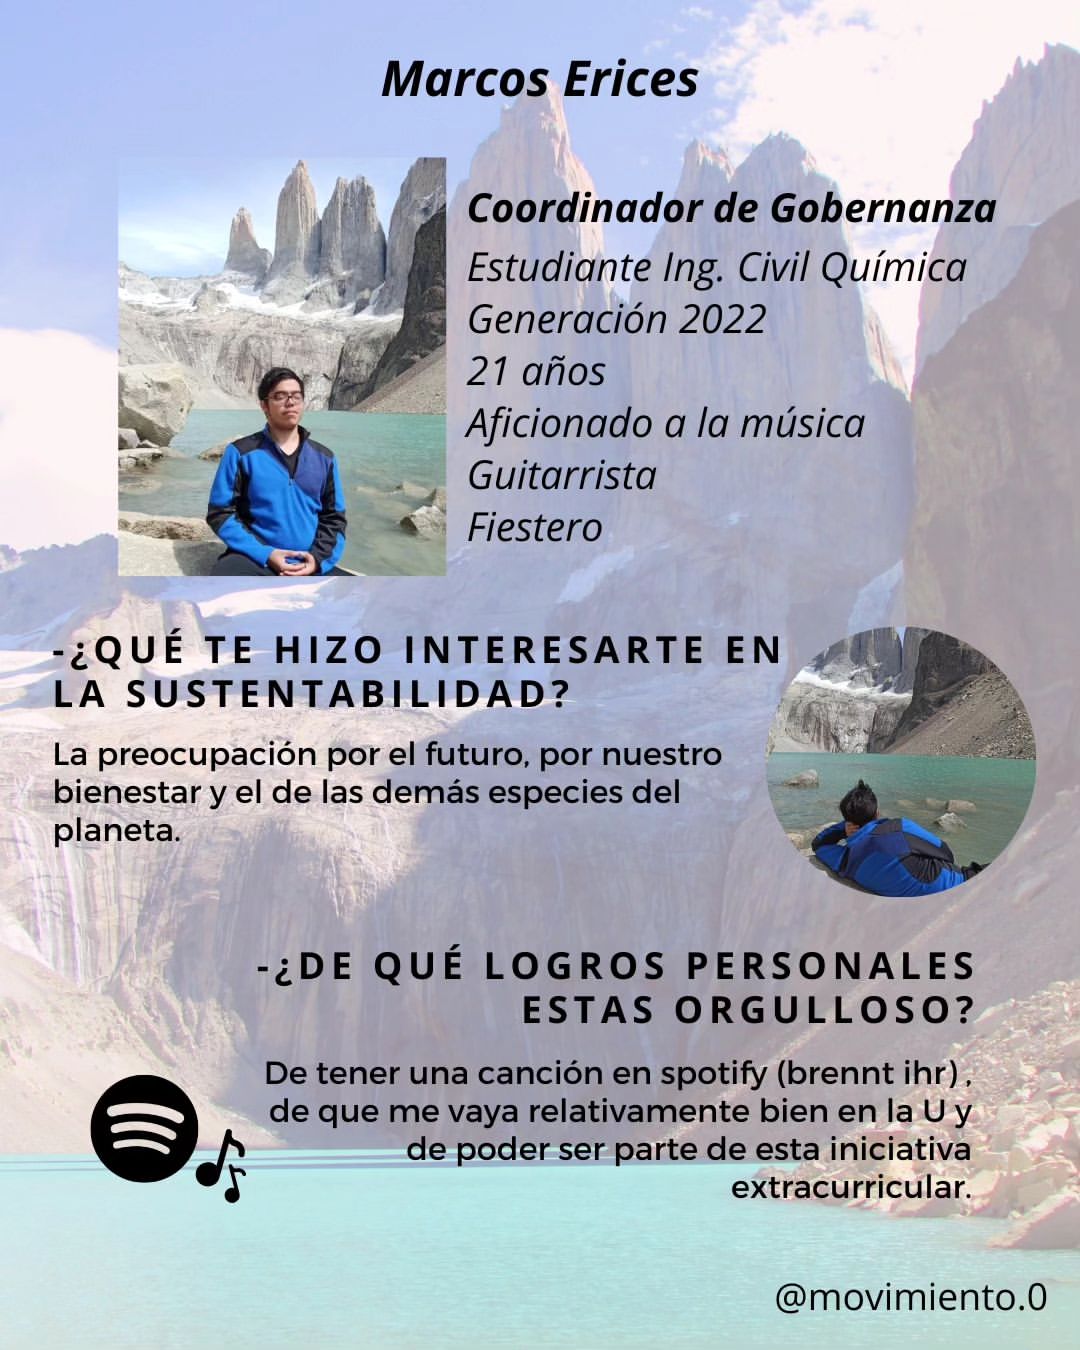 Marcos Erices
Coordinador de Gobernanza
Estudiante Ing. Civil Química
Generación 2022
21 años
Aficionado a la música
Guitarrista
Fiestero
-¿QUÉ TE HIZO INTERESARTE EN
LA SUSTENTABILIDAD?
La preocupación por el futuro, por nuestro
bienestar y el de las demás especies del
planeta.
-¿DE QUÉ LOGROS PERSONALES
ESTAS ORGULLOSO?
De tener una canción en spotify (brennt ihr) ,
de que me vaya relativamente bien en la U y
de poder ser parte de esta iniciativa
extracurricular.
@movimiento.0